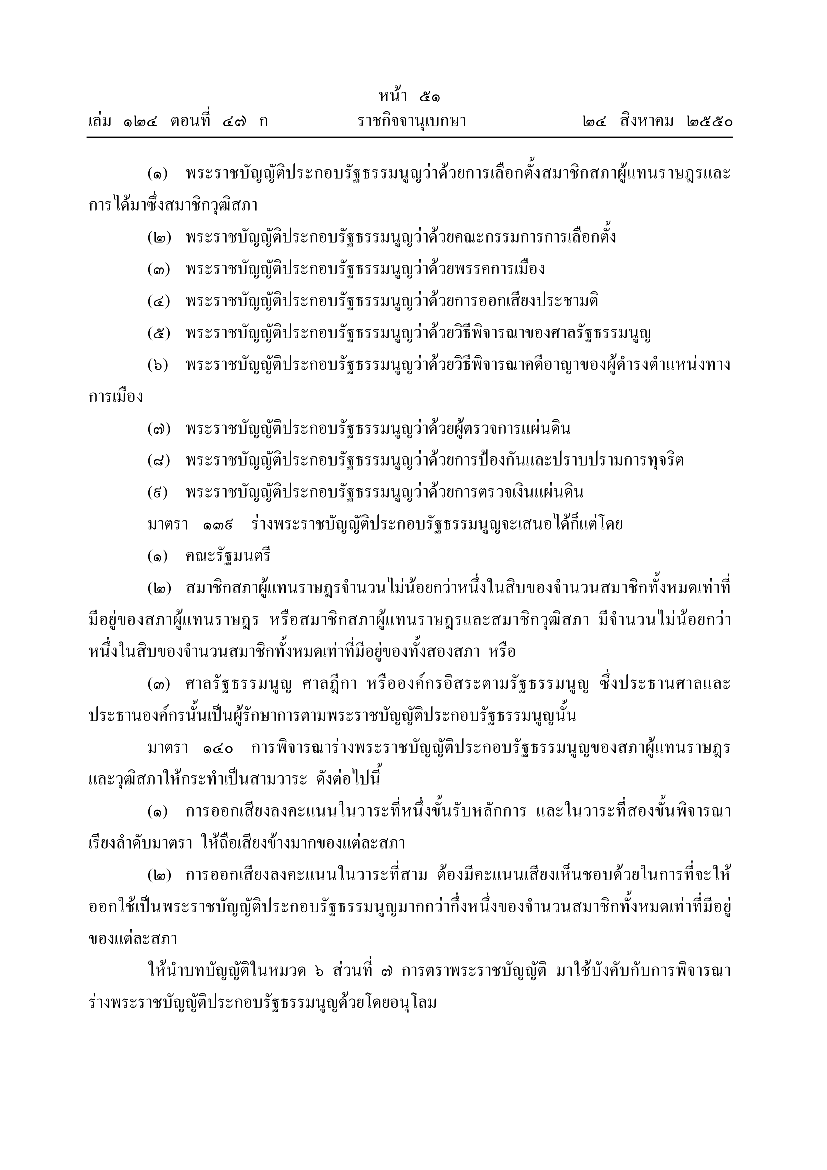 หน้า ๕๑
เล่ม ๑๒๔ ตอนที่ ๔๗ ก ราชกิจจานุเบกษา ๒๔ สิงหาคม ๒๕๕๐
(๑) พระราชบัญญัติประกอบรัฐธรรมนูญว่าด้วยการเลือกตั้งสมาชิกสภาผู้แทนราษฎรและ
การได้มาซึ่งสมาชิกวุฒิสภา
(๒) พระราชบัญญัติประกอบรัฐธรรมนูญว่าด้วยคณะกรรมการการเลือกตั้ง
(๓) พระราชบัญญัติประกอบรัฐธรรมนูญว่าด้วยพรรคการเมือง
(๔) พระราชบัญญัติประกอบรัฐธรรมนูญว่าด้วยการออกเสียงประชามติ
(๕) พระราชบัญญัติประกอบรัฐธรรมนูญว่าด้วยวิธีพิจารณาของศาลรัฐธรรมนูญ
(๖) พระราชบัญญัติประกอบรัฐธรรมนูญว่าด้วยวิธีพิจารณาคดีอาญาของผู้ดำรงตำแหน่งทาง
การเมือง
(๗) พระราชบัญญัติประกอบรัฐธรรมนูญว่าด้วยผู้ตรวจการแผ่นดิน
(๘) พระราชบัญญัติประกอบรัฐธรรมนูญว่าด้วยการป้องกันและปราบปรามการทุจริต
(๙) พระราชบัญญัติประกอบรัฐธรรมนูญว่าด้วยการตรวจเงินแผ่นดิน
มาตรา ๑๓๙ ร่างพระราชบัญญัติประกอบรัฐธรรมนูญจะเสนอได้ก็แต่โดย
(๑) คณะรัฐมนตรี
(๒) สมาชิกสภาผู้แทนราษฎรจำนวนไม่น้อยกว่าหนึ่งในสิบของจำนวนสมาชิกทั้งหมดเท่าที่
มีอยู่ของสภาผู้แทนราษฎร หรือสมาชิกสภาผู้แทนราษฎรและสมาชิกวุฒิสภา มีจำนวนไม่น้อยกว่า
หนึ่งในสิบของจำนวนสมาชิกทั้งหมดเท่าที่มีอยู่ของทั้งสองสภา หรือ
(๓) ศาลรัฐธรรมนูญ ศาลฎีกา หรือองค์กรอิสระตามรัฐธรรมนูญ ซึ่งประธานศาลและ
ประธานองค์กรนั้นเป็นผู้รักษาการตามพระราชบัญญัติประกอบรัฐธรรมนูญนั้น
มาตรา ๑๔๐ การพิจารณาร่างพระราชบัญญัติประกอบรัฐธรรมนูญของสภาผู้แทนราษฎร
และวุฒิสภาให้กระทำเป็นสามวาระ ดังต่อไปนี้
(๑) การออกเสียงลงคะแนนในวาระที่หนึ่งขั้นรับหลักการ และในวาระที่สองขั้นพิจารณา
เรียงลำดับมาตรา ให้ถือเสียงข้างมากของแต่ละสภา
(๒) การออกเสียงลงคะแนนในวาระที่สาม ต้องมีคะแนนเสียงเห็นชอบด้วยในการที่จะให้
ออกใช้เป็นพระราชบัญญัติประกอบรัฐธรรมนูญมากกว่ากึ่งหนึ่งของจำนวนสมาชิกทั้งหมดเท่าที่มีอยู่
ของแต่ละสภา
ให้นำบทบัญญัติในหมวด ๖ ส่วนที่ ๗ การตราพระราชบัญญัติ มาใช้บังคับกับการพิจารณา
ร่างพระราชบัญญัติประกอบรัฐธรรมนูญด้วยโดยอนุโลม